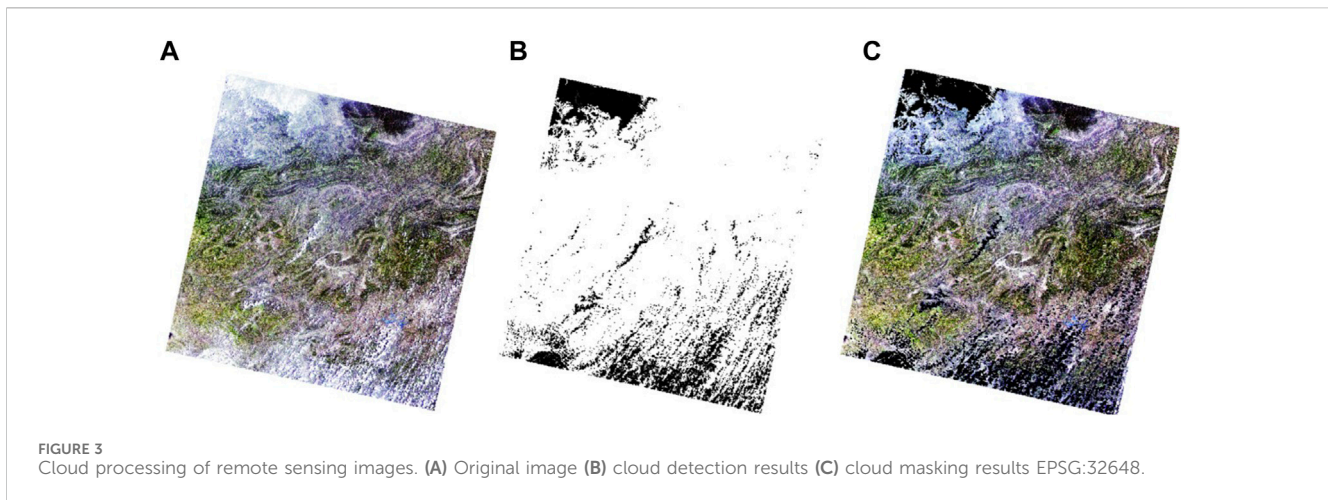 A B C
FIGURE 3
Cloud processing of remote sensing images. (A) Original image (B) cloud detection results (C) cloud masking results EPSG:32648.